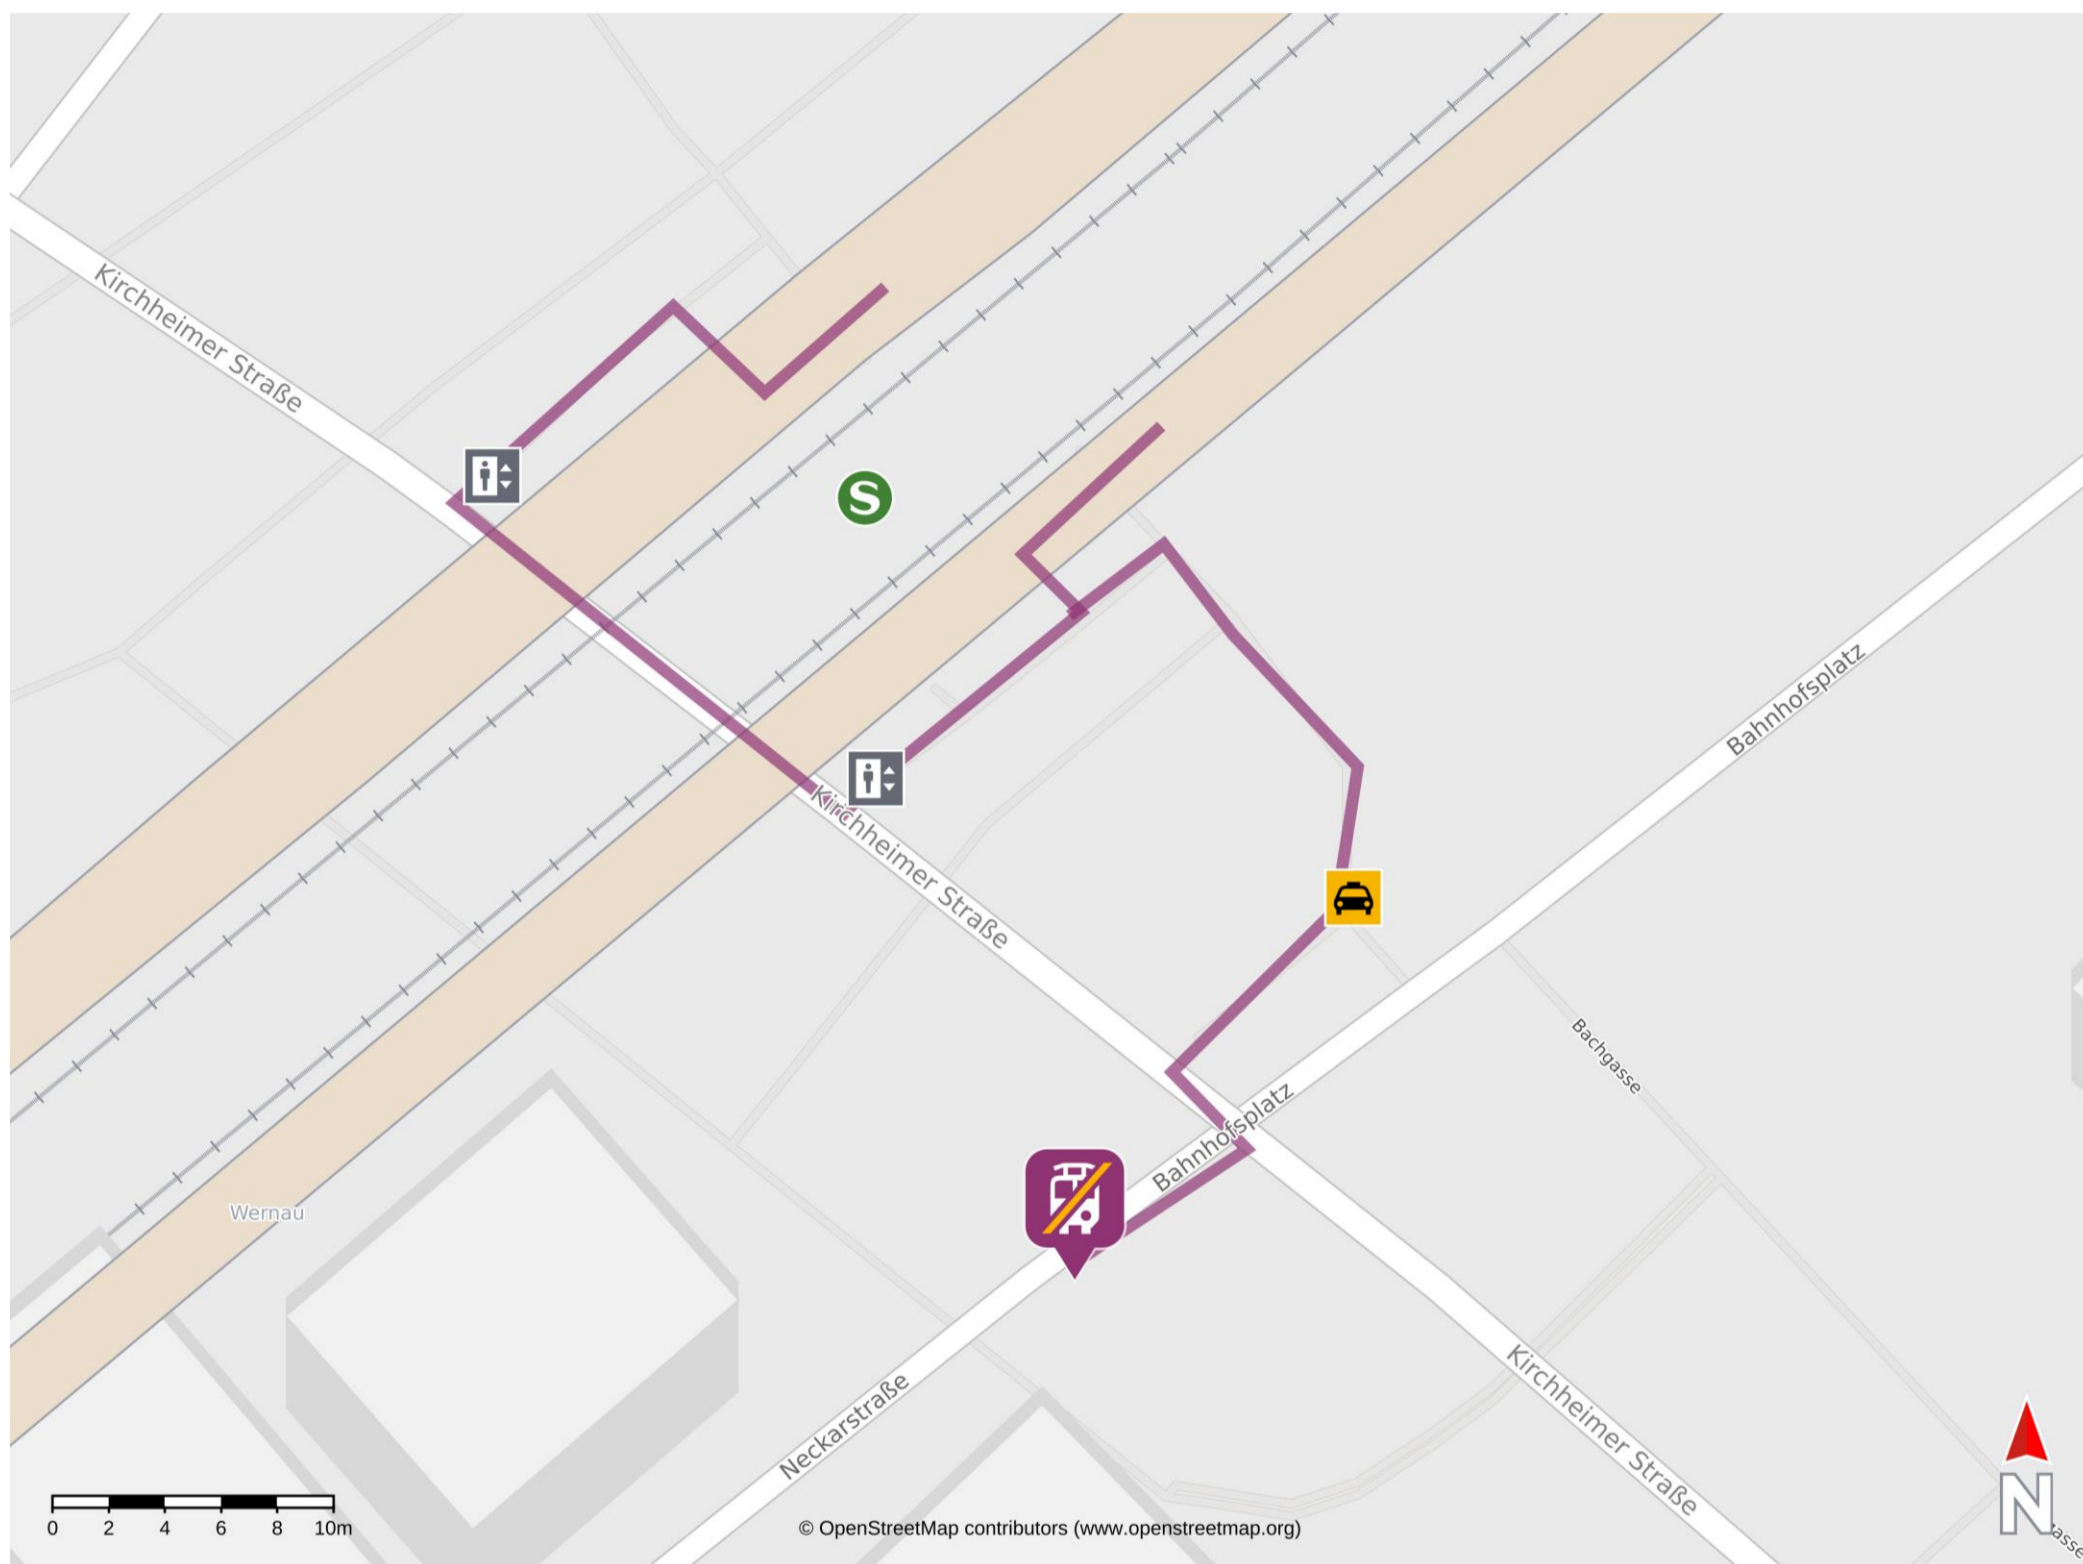 Kirchheimer Straße
S
Bahnhofsplatz
Kirchheimer Straße
Bachgasse
Bahnhofsplatz
Wernau
Kirchheimer Straße
Neckarstraße
N
0 2 4 6 8 10m
© OpenStreetMap contributors (www.openstreetmap.org)